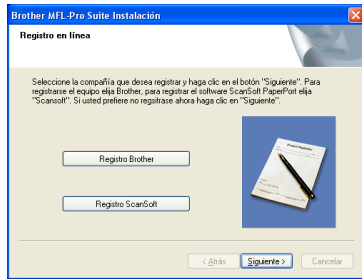 Brother MFL-Pro Suite Instalación
Registro en línea
Seleccione la compañía que desea registrar y haga clic en el botón "Siguiente". Para
registrarse el equipo elija Brother, para registrar el software ScanSoft PaperPort elija
"Scansoft". Si usted prefiere no regsitrase ahora haga clic en "Siguiente".
Registro Brother
Registro ScanSoft
< Atrás
Siguiente >
Cancelar